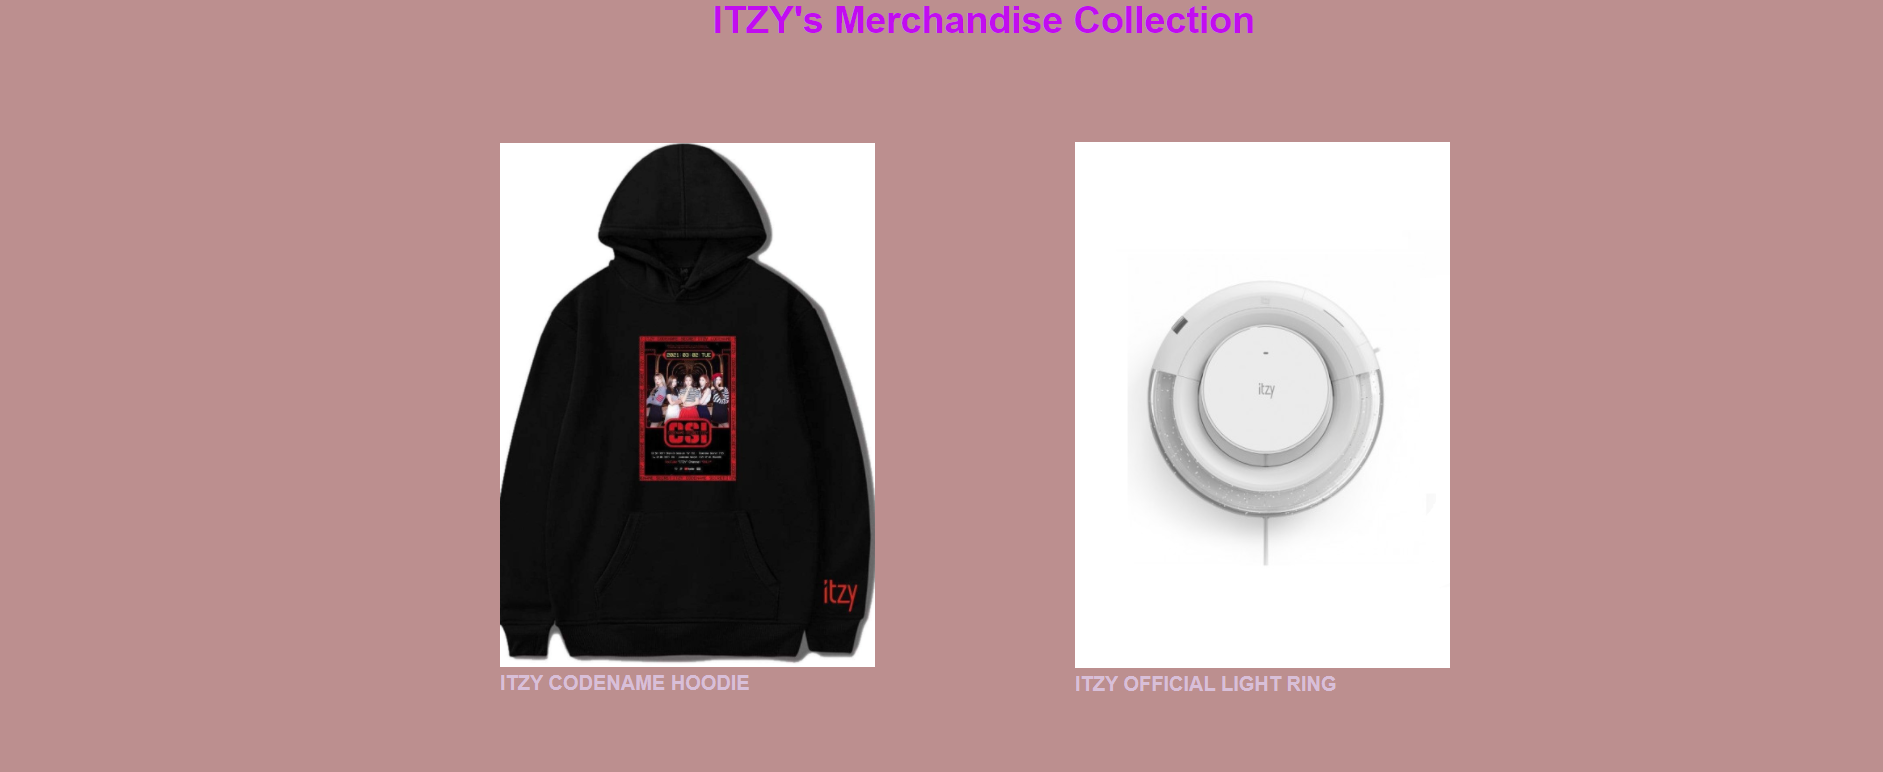 ITZY's Merchandise Collection
2021 03 02 TUE
CSI
itzy
itzy
ITZY CODENAME HOODIE
ITZY OFFICIAL LIGHT RING